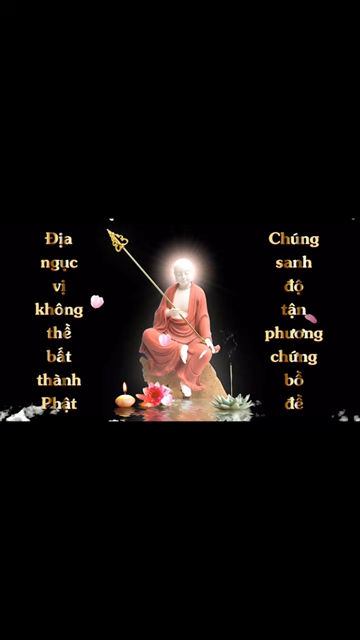 Địa
ngục
vị
không
thề
bất
thành
Phật
Chúng
sanh
độ
tận
phương
chứng
bồ
đề